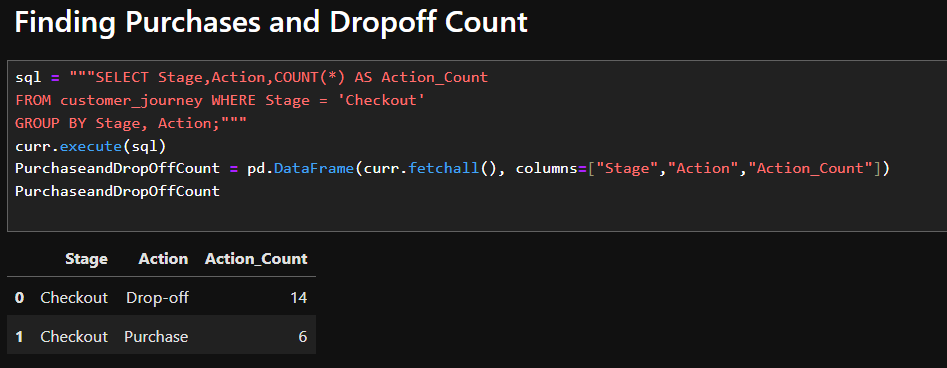 Finding Purchases and Dropoff Count
sql = """SELECT Stage,Action,COUNT(*) AS Action_Count
FROM customer_journey WHERE Stage = 'Checkout'
GROUP BY Stage, Action;"""
curr.execute(sql)
PurchaseandDropOffCount = pd.DataFrame(curr.fetchall(), columns=["Stage","Action","Action_Count"])
PurchaseandDropOffCount
Stage Action Action_Count
0 Checkout Drop-off 14
1 Checkout Purchase 6